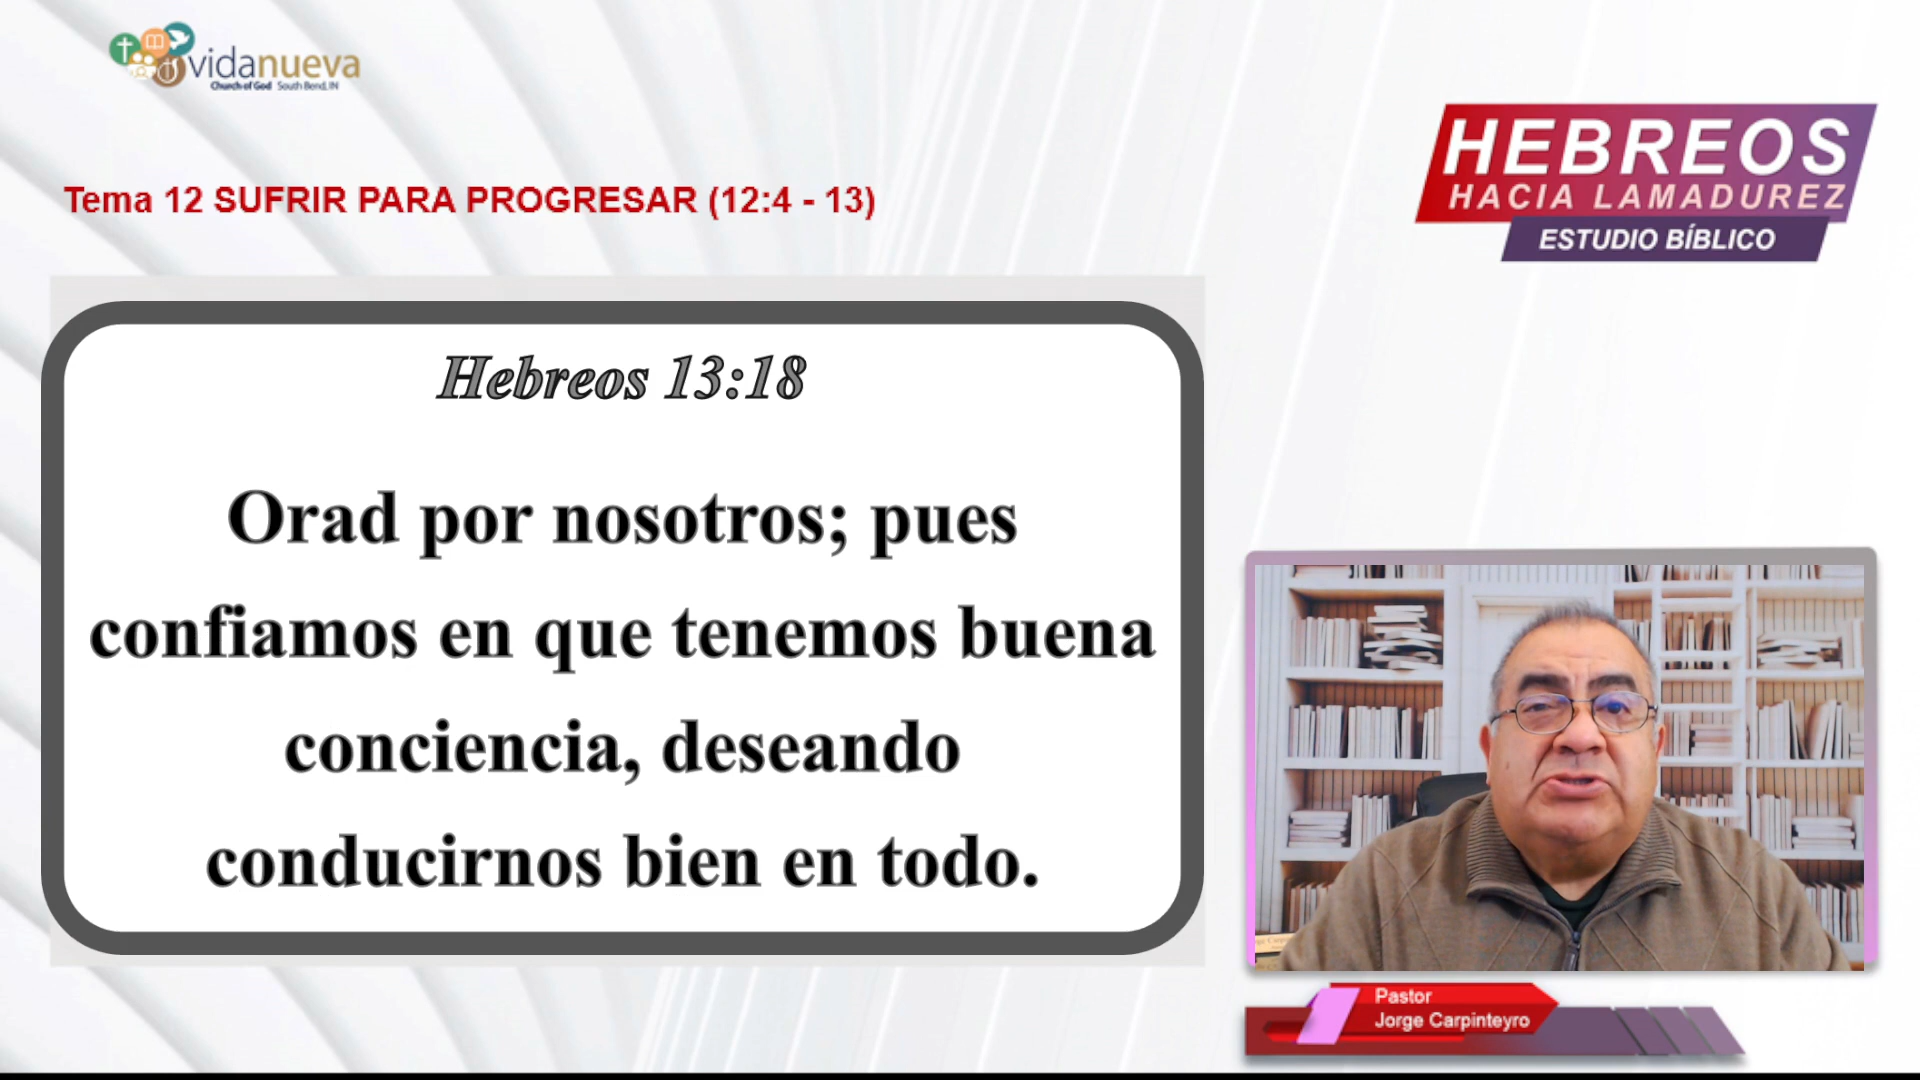 vidanueva
Church of God South Bend, IN
HEBREOS
HACIA LAMADUREZ
ESTUDIO BÍBLICO
Tema 12 SUFRIR PARA PROGRESAR (12:4 - 13)
Hebreos 13:18
Orad por nosotros; pues
confiamos en que tenemos buena
conciencia, deseando
conducirnos bien en todo.
Pastor
Jorge Carpinteyro